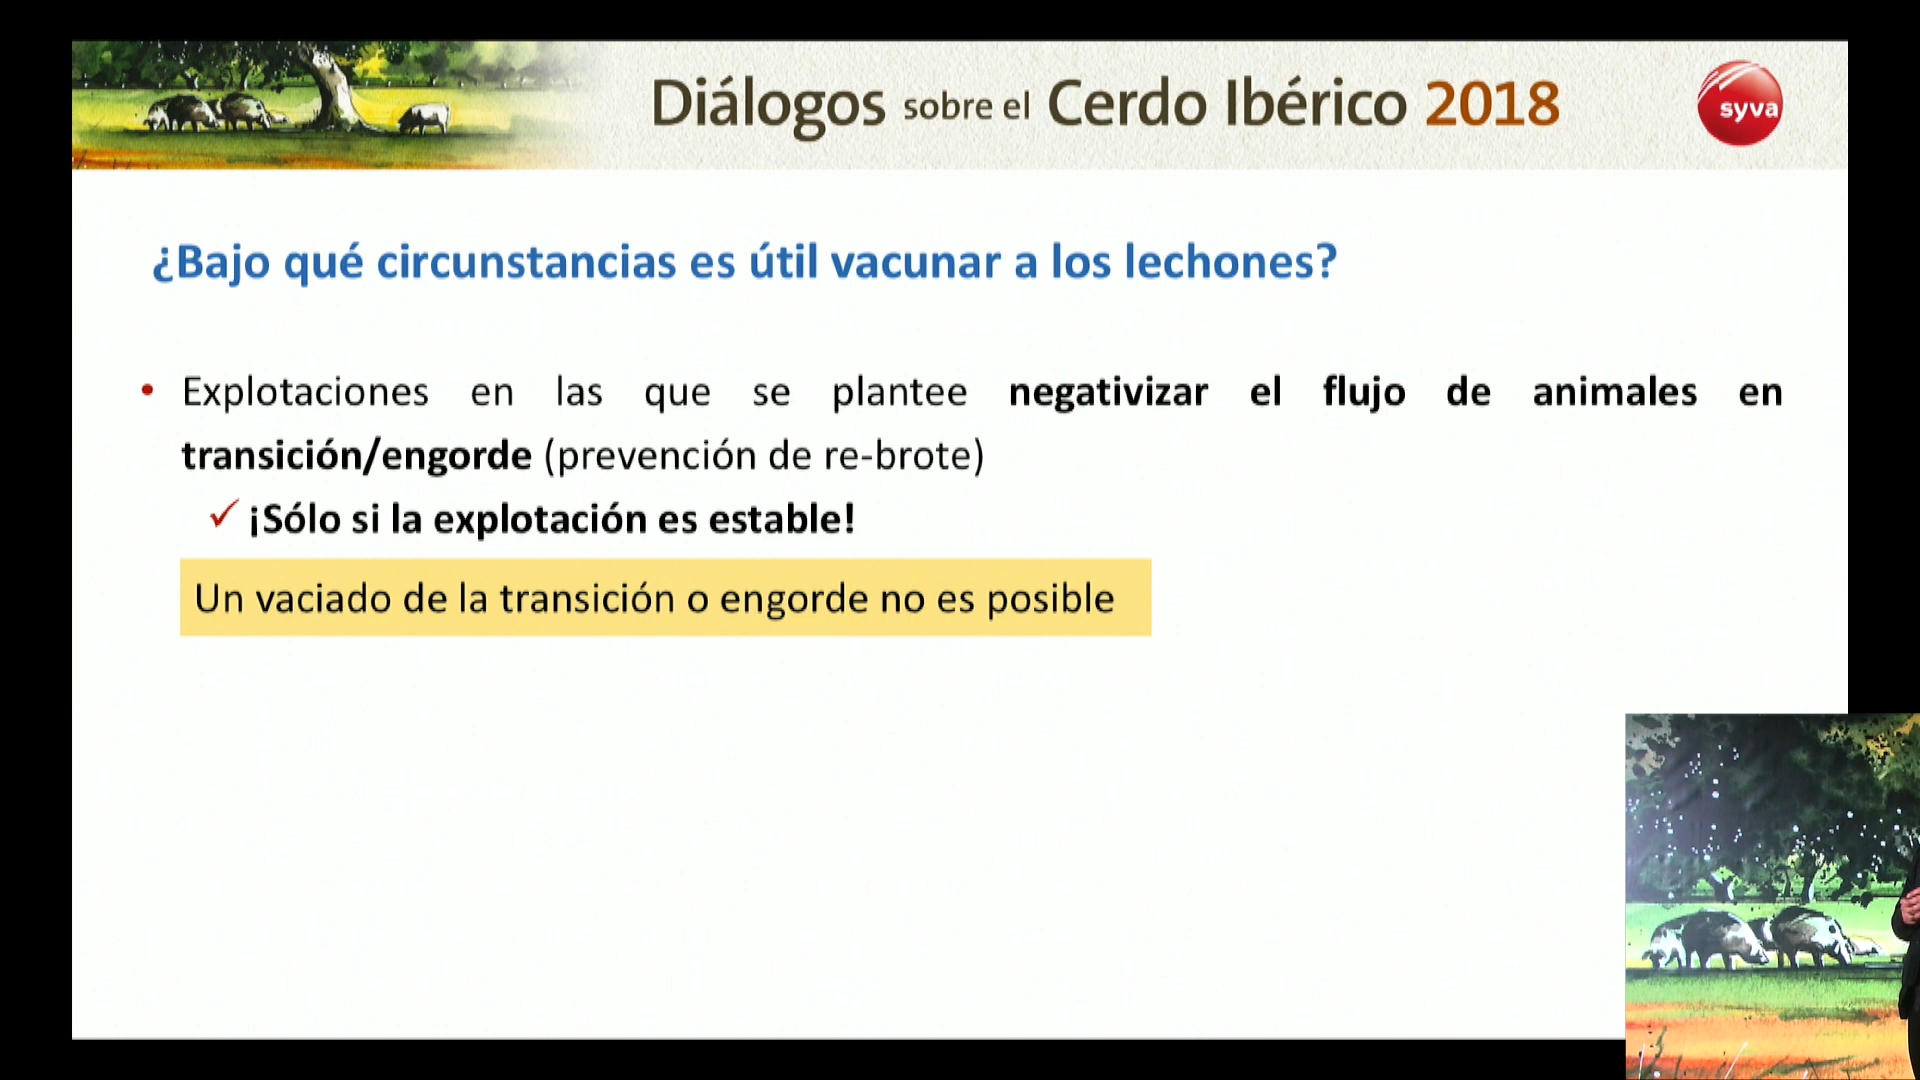 Diálogos sobre el Cerdo Ibérico 2018
syva
¿Bajo qué circunstancias es útil vacunar a los lechones?
• Explotaciones en las que se plantee negativizar el flujo de animales en
transición/engorde (prevención de re-brote)
✓ ¡Sólo si la explotación es estable!
Un vaciado de la transición o engorde no es posible